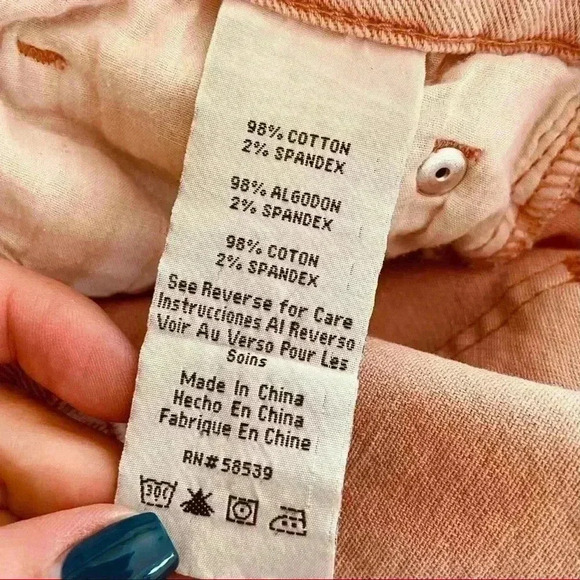 98% COTTON
2% SPANDEX
98% ALGODON
2% SPANDEX
98% COTON
2% SPANDEX
See Reverse for Care
Instrucciones Al Reverso
Voir Au Verso Pour Les
Soins
Made In China
Hecho En China
Fabrique En Chine
RN# 58539
30C